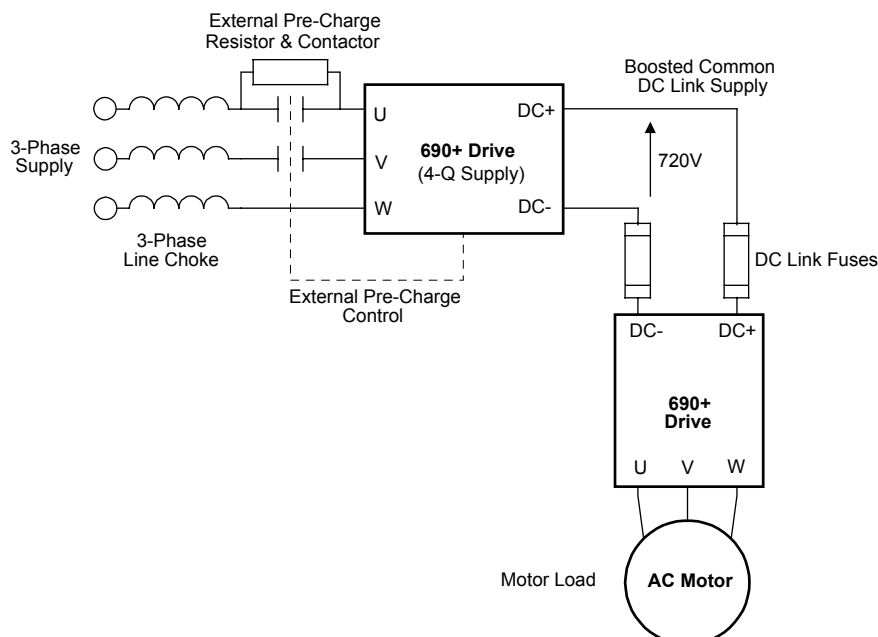 External Pre-Charge
Resistor & Contactor
Boosted Common
DC Link Supply
U
DC+
3-Phase
Supply
V
690+ Drive
(4-Q Supply)
720V
W
DC-
3-Phase
Line Choke
DC Link Fuses
External Pre-Charge
Control
DC-
DC+
690+
Drive
U
V
W
Motor Load
AC Motor